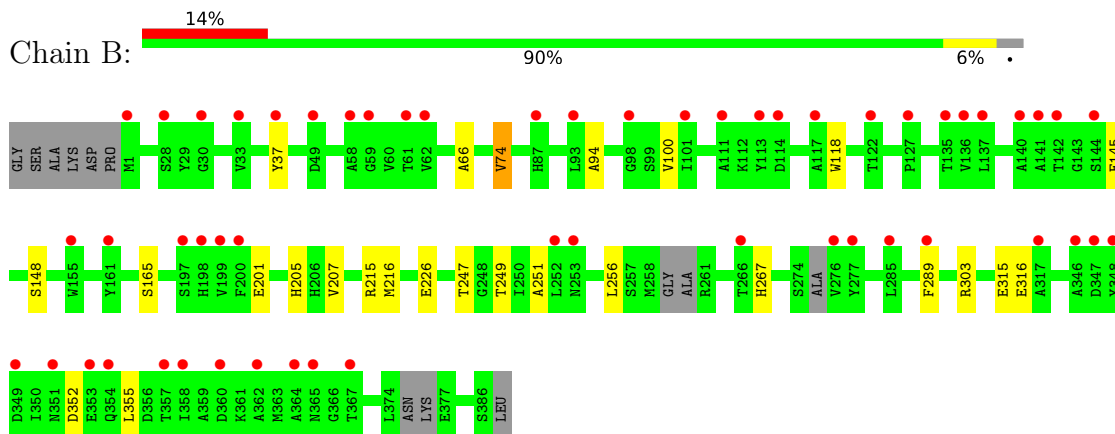 14%
Chain B:
90% 6% •
GLY SER ALA LYS ASP PRO M1 S28 Y29 G30 V33 Y37 D49 A58 G59 V60 T61 V62 A66 V74 H87 L93 A94 G98 S99 V100 I101 A111 K112 Y113 D114 A117 W118 T122 P127 T135 V136 L137 A140 A141 T142 G143 S144 E145
S148 W155 Y161 S165 S197 H198 V199 F200 E201 H205 H206 V207 R215 M216 E226 T247 G248 T249 I250 A251 L252 N253 L256 S257 M258 GLY ALA R261 T266 H267 S274 ALA V276 Y277 L285 F289 R303 E315 E316 A317 A346 D347 Y348
D349 I350 N351 D352 E353 Q354 L355 D356 T357 I358 A359 D360 K361 A362 M363 A364 N365 G366 T367 L374 ASN LYS E377 S386 LEU